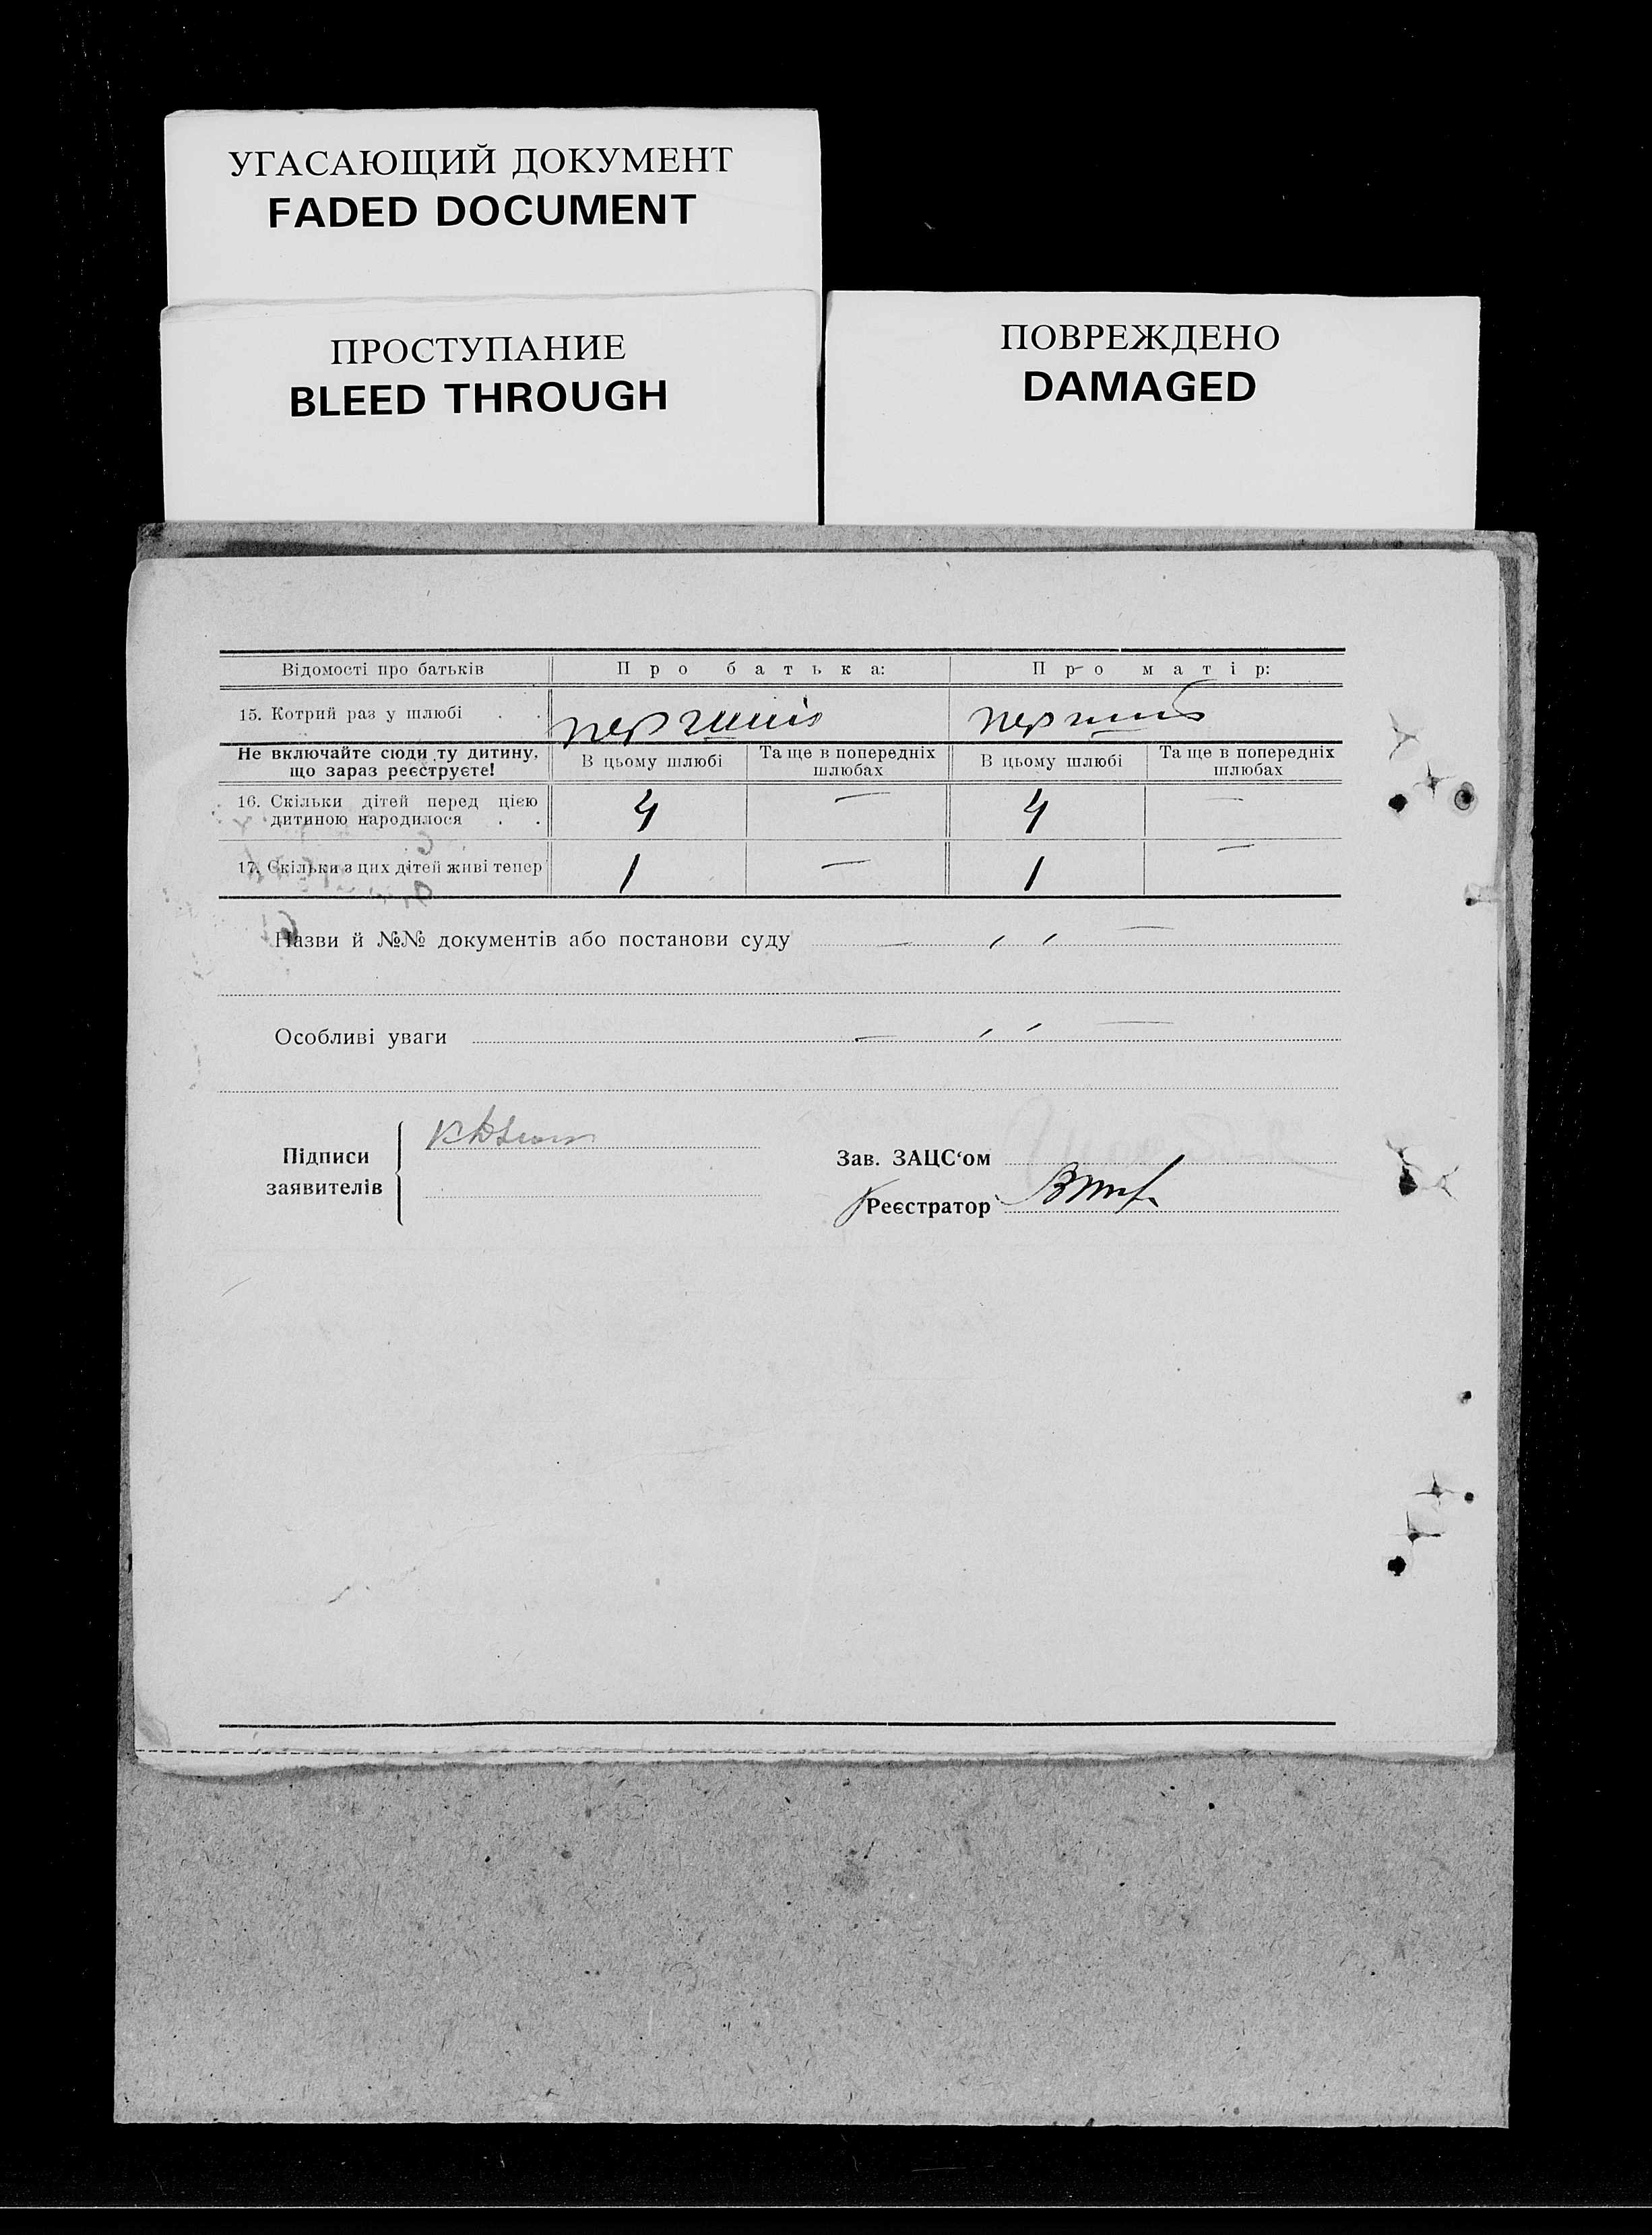 УГАСАЮЩИЙ ДОКУМЕНТ
FADED DOCUMENT
ПРОСТУПАНИЕ
BLEED THROUGH
ПОВРЕЖДЕНО
DAMAGED
Відомості про батьків Про батька: Про матір:
15. Котрий раз у шлюбі . . перший перший
Не включайте сюди ту дитину, що зараз реєструєте! В цьому шлюбі Та ще в попередніх шлюбах В цьому шлюбі Та ще в попередніх шлюбах
16. Скільки дітей перед цією
дитиною народилося . . 4 — 4 —
17. Скільки з цих дітей живі тепер 1 — 1 —
Назви й №№ документів або постанови суду — ,, —
Особливі уваги — ,, —
Підписи
заявителів
Зав. ЗАЦС‘ом
Реєстратор